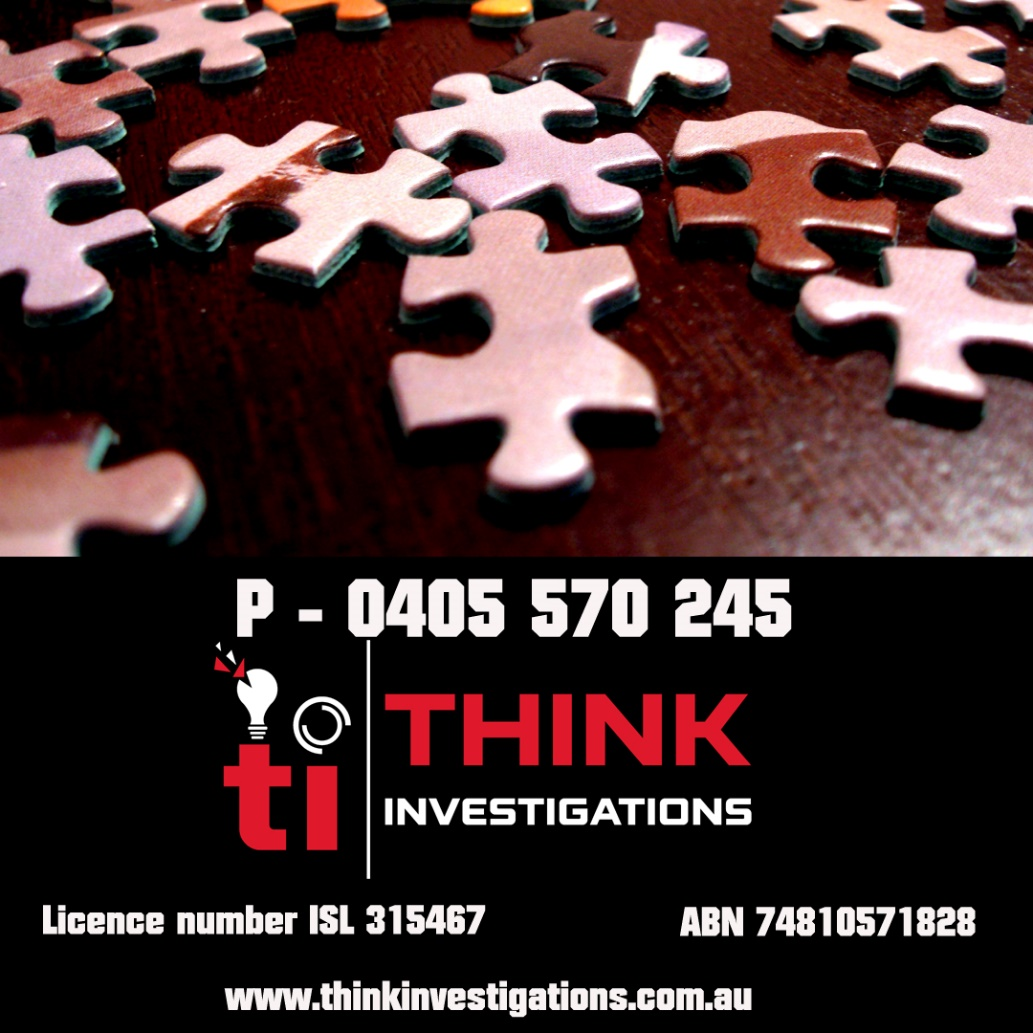 P - 0405 570 245
ti
THINK
INVESTIGATIONS
Licence number ISL 315467
ABN 74810571828
www.thinkinvestigations.com.au